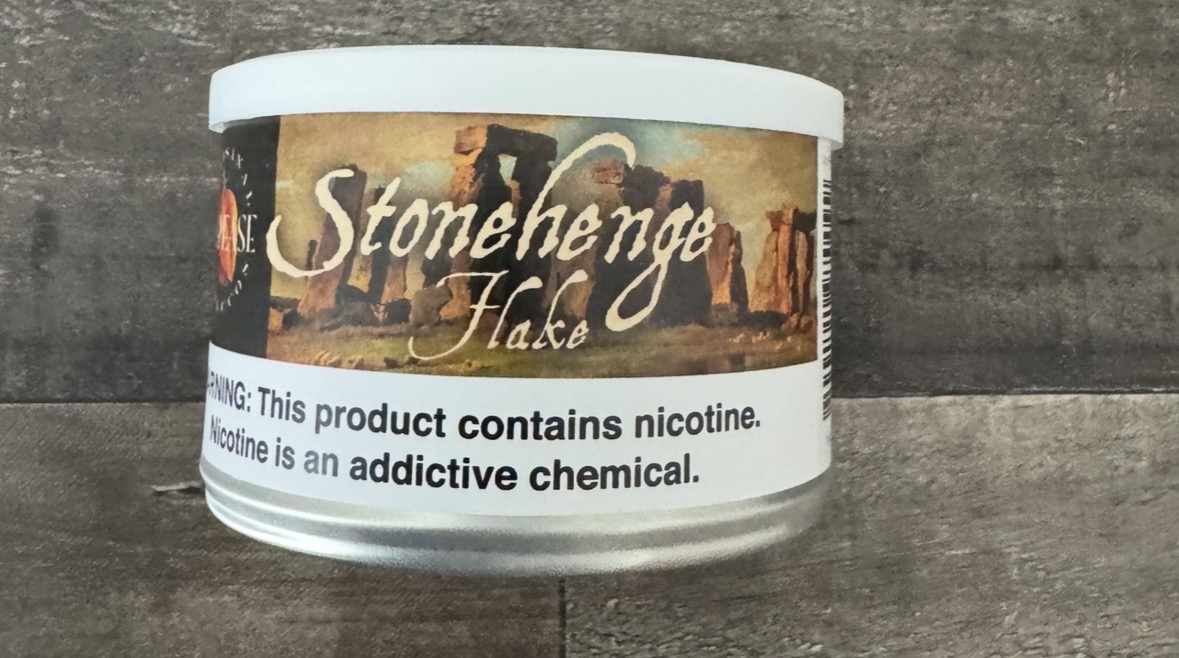 Stonehenge
Flake
RNING: This product contains nicotine.
Nicotine is an addictive chemical.